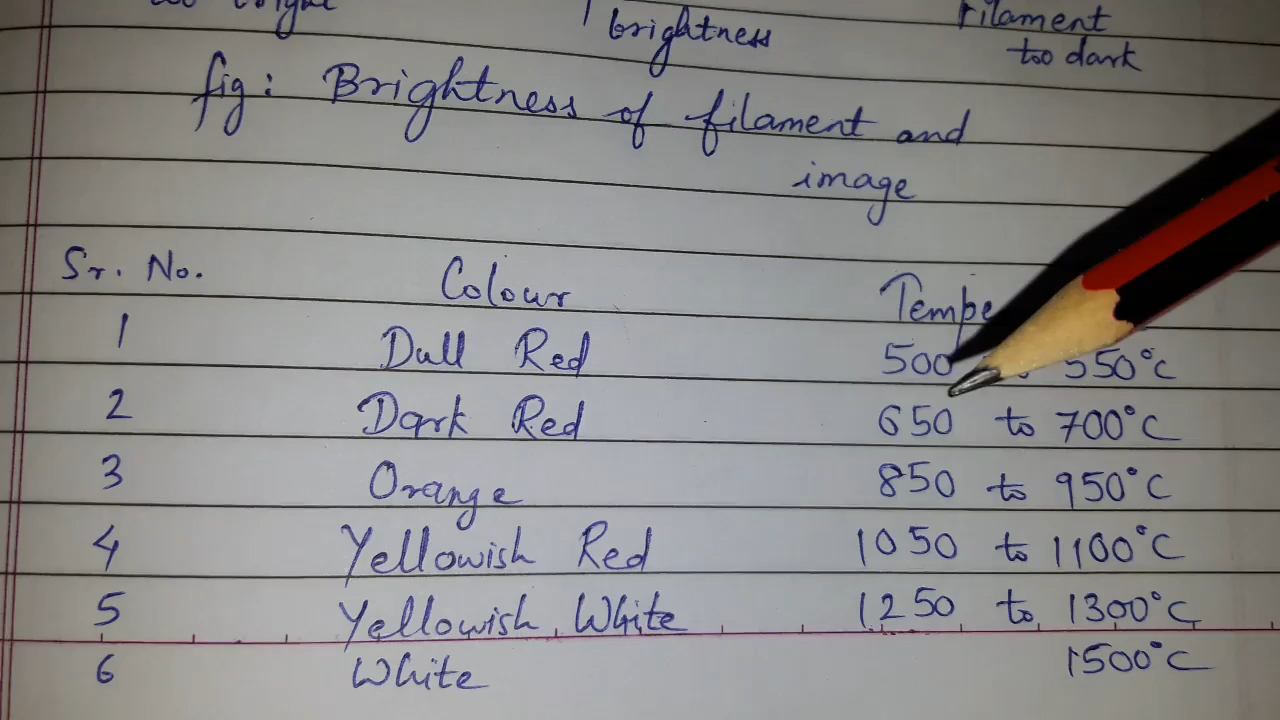 brightness
filament
too dark
fig: Brightness of filament and
image
Sr. No. Colour Tempe
1 Dull Red 500 550°C
2 Dark Red 650 to 700°C
3 Orange 850 to 950°C
4 Yellowish Red 1050 to 1100°C
5 Yellowish White 1250 to 1300°C
6 White 1500°C